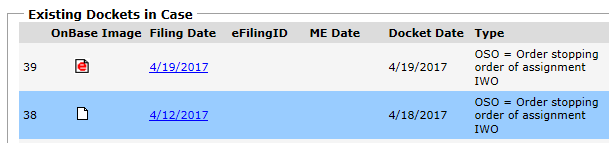 Existing Dockets in Case
OnBase Image Filing Date eFilingID ME Date Docket Date Type
39 4/19/2017 4/19/2017 OSO = Order stopping
order of assignment
IWO
38 4/12/2017 4/18/2017 OSO = Order stopping
order of assignment
IWO